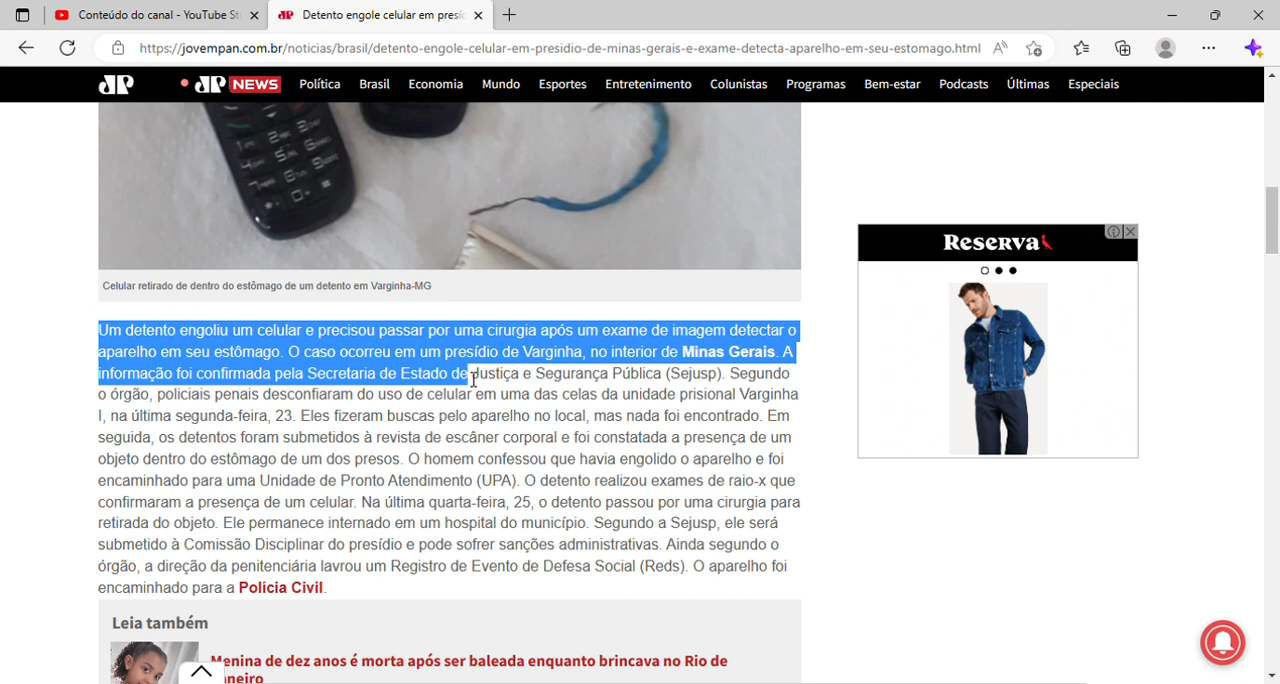 Conteúdo do canal - YouTube St
Detento engole celular em presíd
https://jovempan.com.br/noticias/brasil/detento-engole-celular-em-presidio-de-minas-gerais-e-exame-detecta-aparelho-em-seu-estomago.html
JP
JP NEWS Política Brasil Economia Mundo Esportes Entretenimento Colunistas Programas Bem-estar Podcasts Últimas Especiais
Reserva
Celular retirado de dentro do estômago de um detento em Varginha-MG
Um detento engoliu um celular e precisou passar por uma cirurgia após um exame de imagem detectar o
aparelho em seu estômago. O caso ocorreu em um presídio de Varginha, no interior de Minas Gerais. A
informação foi confirmada pela Secretaria de Estado de Justiça e Segurança Pública (Sejusp). Segundo
o órgão, policiais penais desconfiaram do uso de celular em uma das celas da unidade prisional Varginha
I, na última segunda-feira, 23. Eles fizeram buscas pelo aparelho no local, mas nada foi encontrado. Em
seguida, os detentos foram submetidos à revista de escâner corporal e foi constatada a presença de um
objeto dentro do estômago de um dos presos. O homem confessou que havia engolido o aparelho e foi
encaminhado para uma Unidade de Pronto Atendimento (UPA). O detento realizou exames de raio-x que
confirmaram a presença de um celular. Na última quarta-feira, 25, o detento passou por uma cirurgia para
retirada do objeto. Ele permanece internado em um hospital do município. Segundo a Sejusp, ele será
submetido à Comissão Disciplinar do presídio e pode sofrer sanções administrativas. Ainda segundo o
órgão, a direção da penitenciária lavrou um Registro de Evento de Defesa Social (Reds). O aparelho foi
encaminhado para a Polícia Civil.
Leia também
Menina de dez anos é morta após ser baleada enquanto brincava no Rio de
aneiro